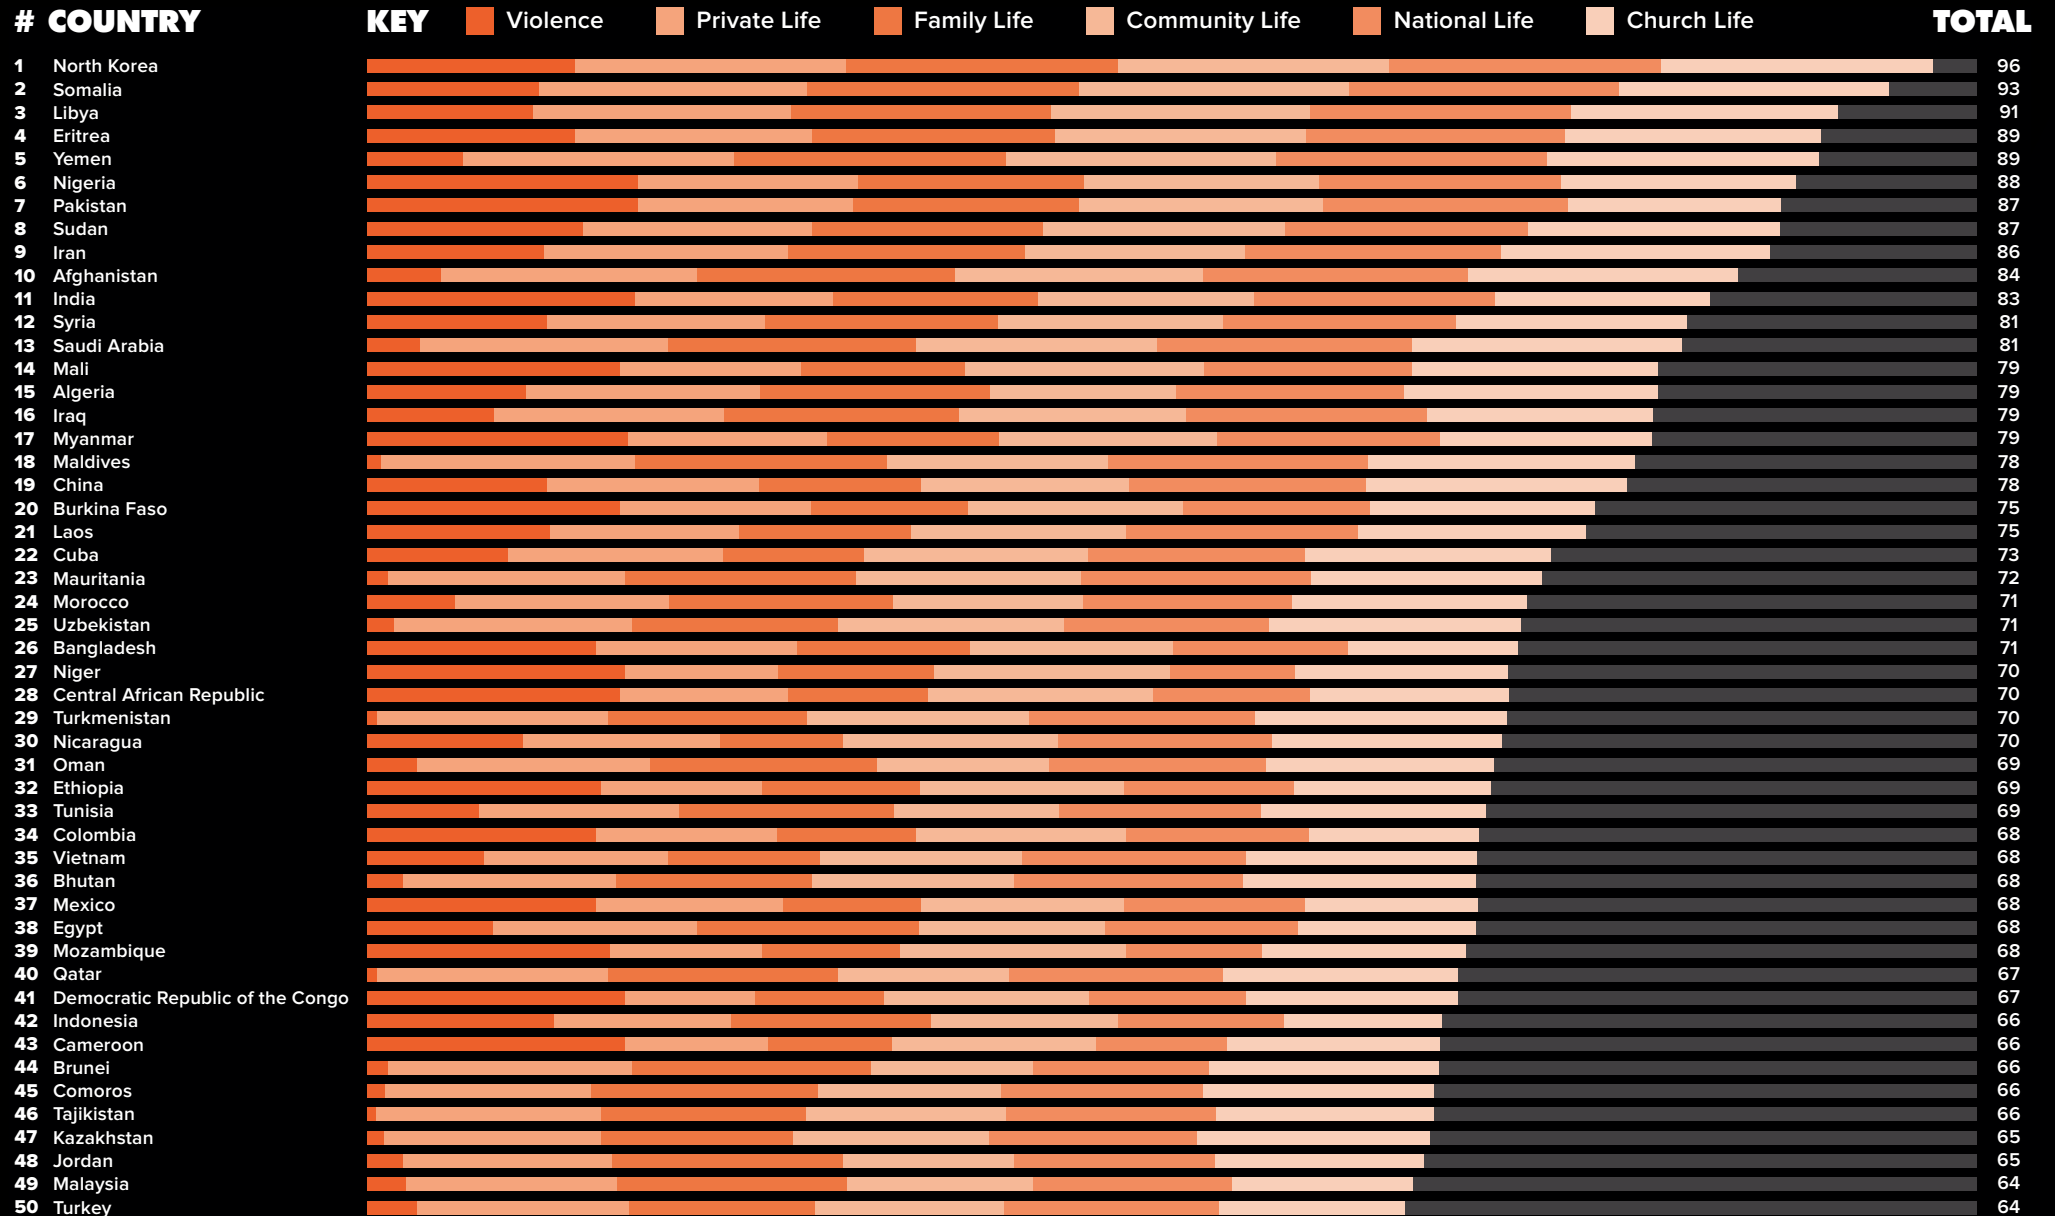 # COUNTRY KEY Violence Private Life Family Life Community Life National Life Church Life TOTAL
1 North Korea 96
2 Somalia 93
3 Libya 91
4 Eritrea 89
5 Yemen 89
6 Nigeria 88
7 Pakistan 87
8 Sudan 87
9 Iran 86
10 Afghanistan 84
11 India 83
12 Syria 81
13 Saudi Arabia 81
14 Mali 79
15 Algeria 79
16 Iraq 79
17 Myanmar 79
18 Maldives 78
19 China 78
20 Burkina Faso 75
21 Laos 75
22 Cuba 73
23 Mauritania 72
24 Morocco 71
25 Uzbekistan 71
26 Bangladesh 71
27 Niger 70
28 Central African Republic 70
29 Turkmenistan 70
30 Nicaragua 70
31 Oman 69
32 Ethiopia 69
33 Tunisia 69
34 Colombia 68
35 Vietnam 68
36 Bhutan 68
37 Mexico 68
38 Egypt 68
39 Mozambique 68
40 Qatar 67
41 Democratic Republic of the Congo 67
42 Indonesia 66
43 Cameroon 66
44 Brunei 66
45 Comoros 66
46 Tajikistan 66
47 Kazakhstan 65
48 Jordan 65
49 Malaysia 64
50 Turkey 64